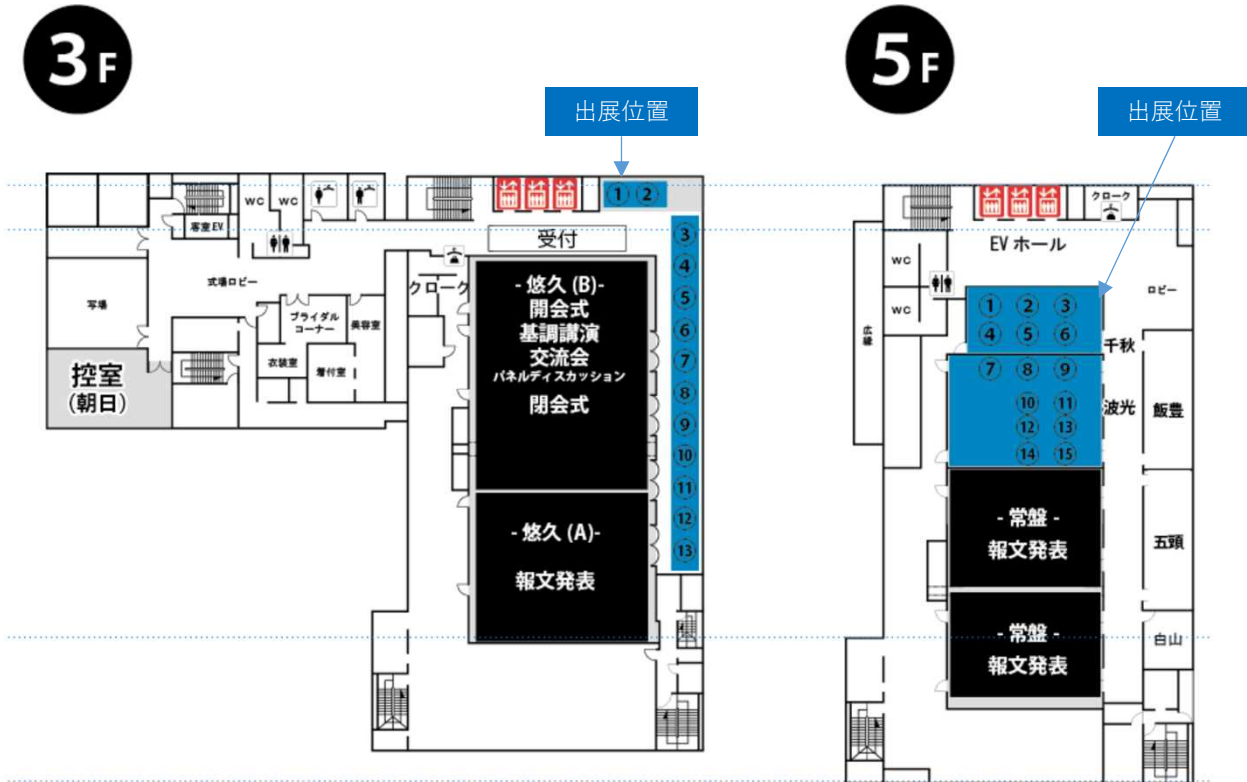 3F
出展位置
客室EV
WC
WC
式場ロビー
写場
ブライダル
コーナー
美容室
衣装室
着付室
控室
(朝日)
クローク
受付
① ②
③
④
⑤
⑥
⑦
⑧
⑨
⑩
⑪
⑫
⑬
- 悠久 (B)-
開会式
基調講演
交流会
パネルディスカッション
閉会式
- 悠久 (A)-
報文発表
5F
出展位置
クローク
EVホール
WC
WC
ロビー
広縁
① ② ③
④ ⑤ ⑥
千秋
⑦ ⑧ ⑨
⑩ ⑪
⑫ ⑬
⑭ ⑮
波光
飯豊
- 常盤 -
報文発表
五頭
- 常盤 -
報文発表
白山